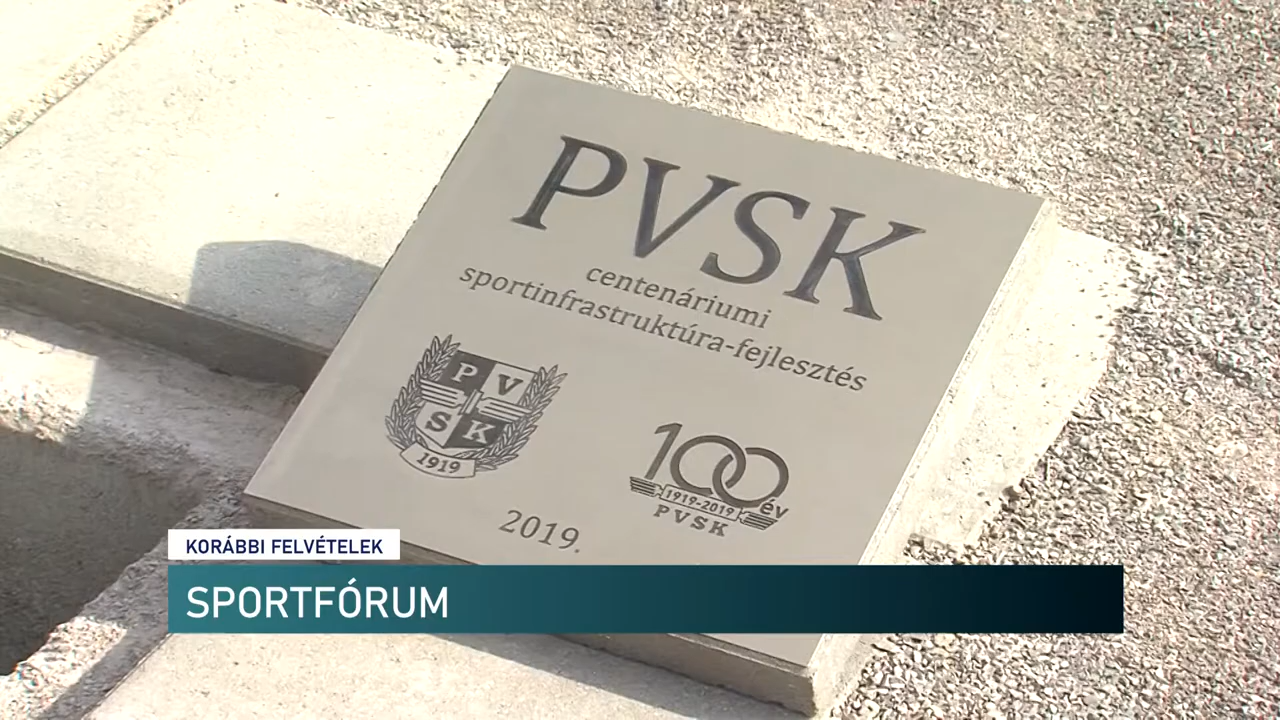 PVSK
centenáriumi
sportinfrastruktúra-fejlesztés
P V
S K
1919
100
év
1919-2019
PVSK
2019.
KORÁBBI FELVÉTELEK
SPORTFÓRUM